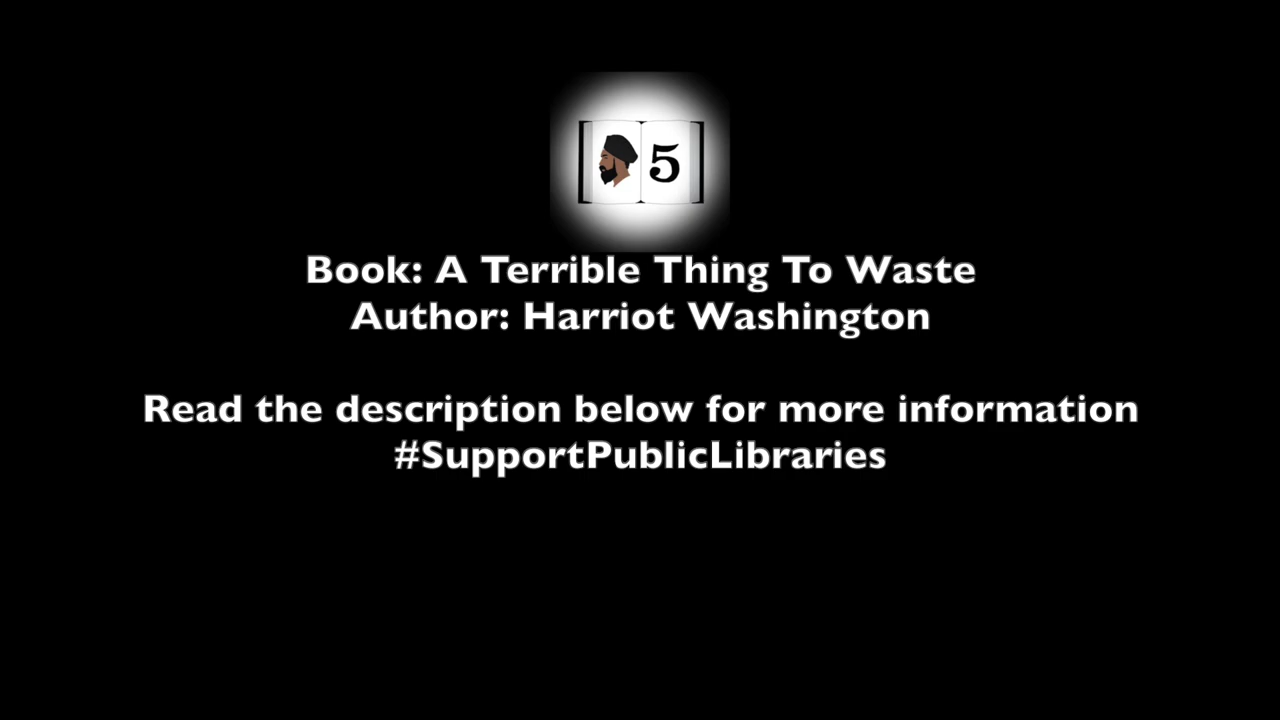 5
Book: A Terrible Thing To Waste
Author: Harriot Washington
Read the description below for more information
#SupportPublicLibraries